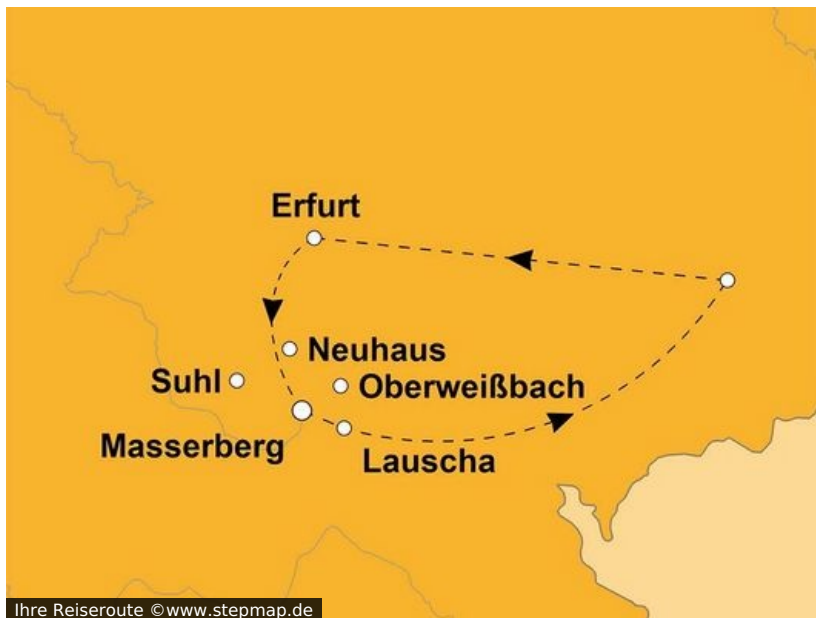 Erfurt
Neuhaus
Suhl
Oberweißbach
Masserberg
Lauscha
Ihre Reiseroute ©www.stepmap.de